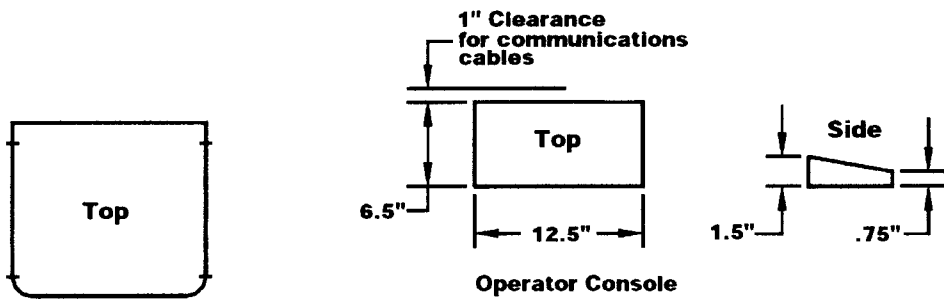 1" Clearance
for communications
cables
Top
Top
Side
6.5"
12.5"
1.5"
.75"
Operator Console